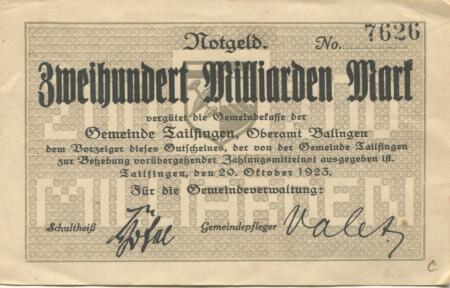 Notgeld. No. 7626
Zweihundert Milliarden Mark
vergütet die Gemeindekasse der
Gemeinde Tailfingen, Oberamt Balingen
dem Vorzeiger dieses Gutscheines, der von der Gemeinde Tailfingen
zur Behebung vorübergehender Zahlungsmittelnot ausgegeben ist.
Tailfingen, den 20. Oktober 1923.
Für die Gemeindeverwaltung:
Schultheiß Gemeindepfleger Valet